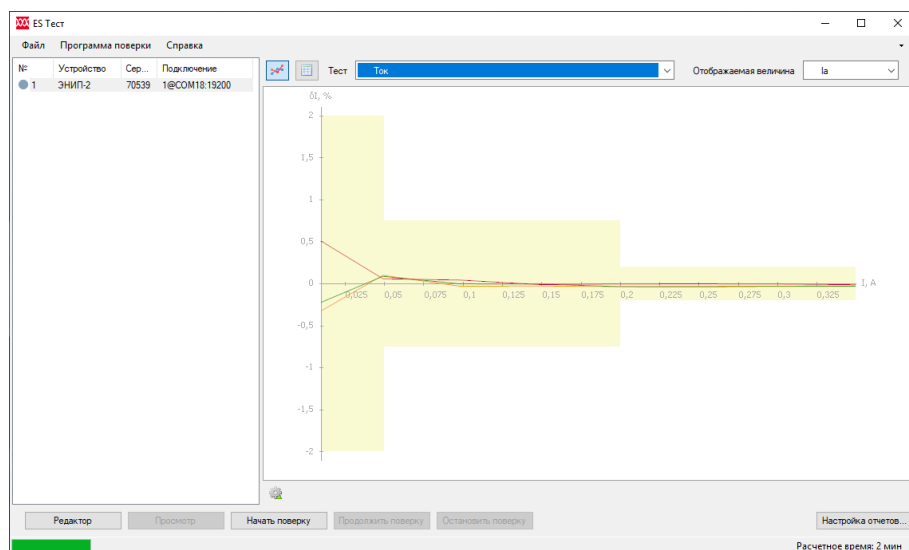 ES Тест
Файл Программа поверки Справка
№ Устройство Сер... Подключение
1 ЭНИП-2 70539 1@COM18:19200
Тест Ток Отображаемая величина Ia
δI, %
2
1,5
1
0,5
0
0,025 0,05 0,075 0,1 0,125 0,15 0,175 0,2 0,225 0,25 0,275 0,3 0,325 I, A
-0,5
-1
-1,5
-2
Редактор Просмотр Начать поверку Продолжить поверку Остановить поверку Настройка отчетов...
Расчетное время: 2 мин